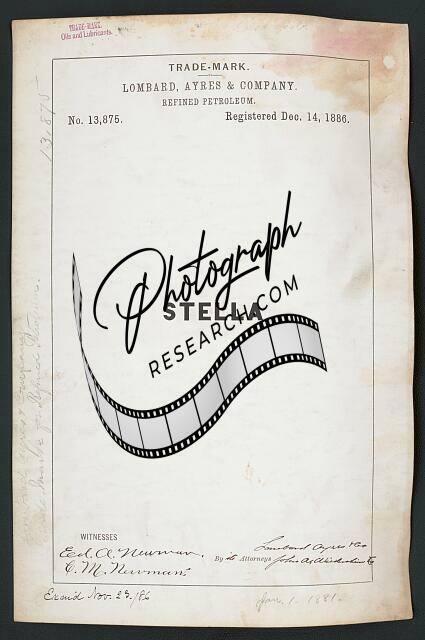 TRADE-MARK.
Oils and Lubricants.
TRADE-MARK.
LOMBARD, AYRES & COMPANY.
REFINED PETROLEUM.
No. 13,875.
Registered Dec. 14, 1886.
13,875
Photograph
STELLA
RESEARCH.COM
WITNESSES
Ed. A. Newman.
C. M. Newman.
Lombard Ayres & Co
By its Attorneys
Exmd Nov. 29/86